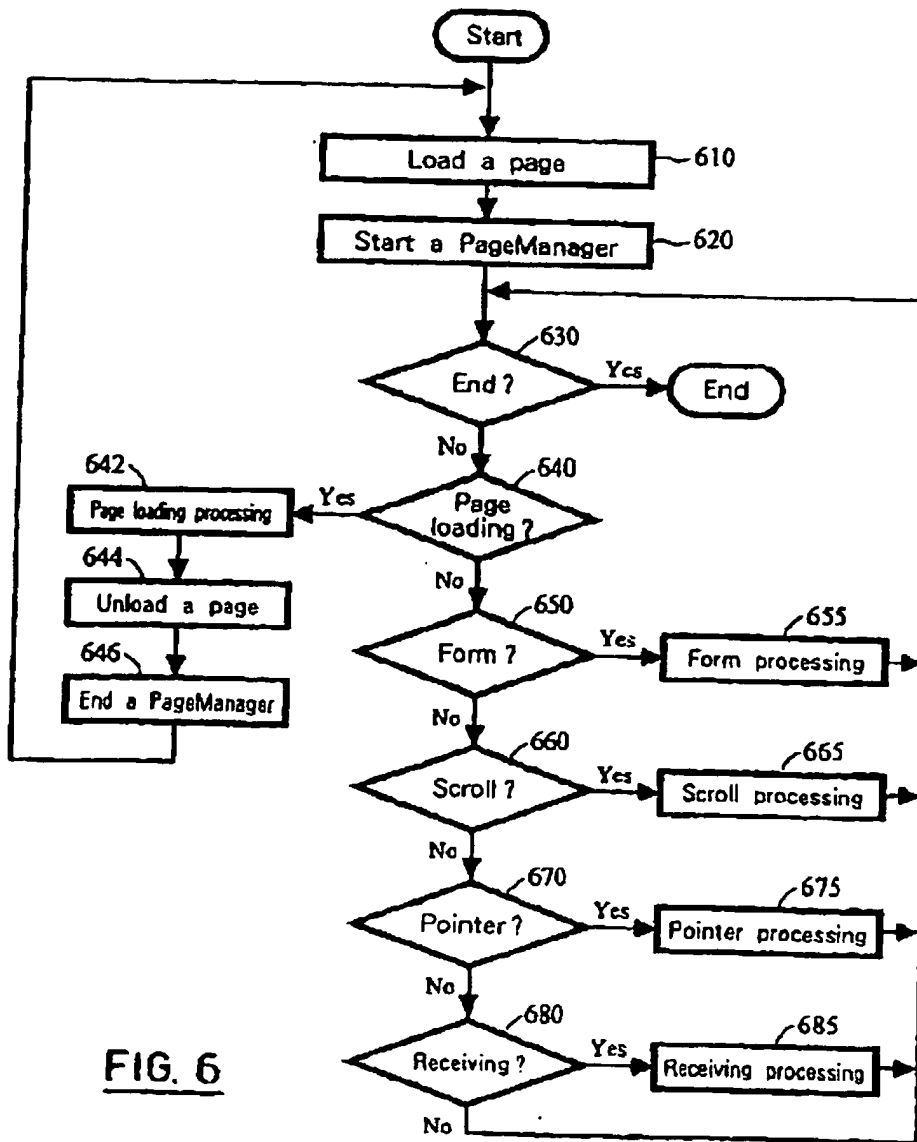 Start
Load a page
610
Start a PageManager
620
630
End ?
Yes
End
No
640
Page loading ?
Yes
642
Page loading processing
644
Unload a page
646
End a PageManager
No
650
Form ?
Yes
655
Form processing
No
660
Scroll ?
Yes
665
Scroll processing
No
670
Pointer ?
Yes
675
Pointer processing
No
680
Receiving ?
Yes
685
Receiving processing
No
FIG. 6